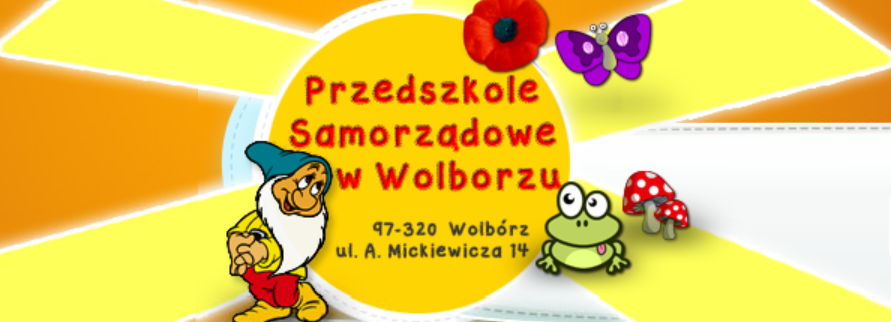 Przedszkole
Samorządowe
w Wolborzu
97-320 Wolbórz
ul. A. Mickiewicza 14